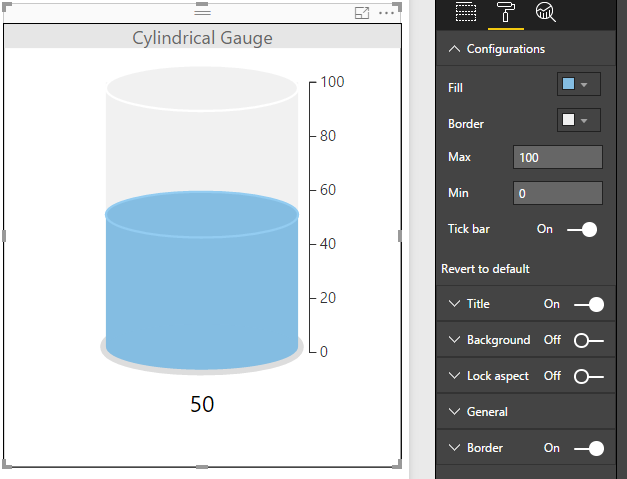 Cylindrical Gauge
100
80
60
40
20
0
50
Configurations
Fill
Border
Max 100
Min 0
Tick bar On
Revert to default
Title On
Background Off
Lock aspect Off
General
Border On